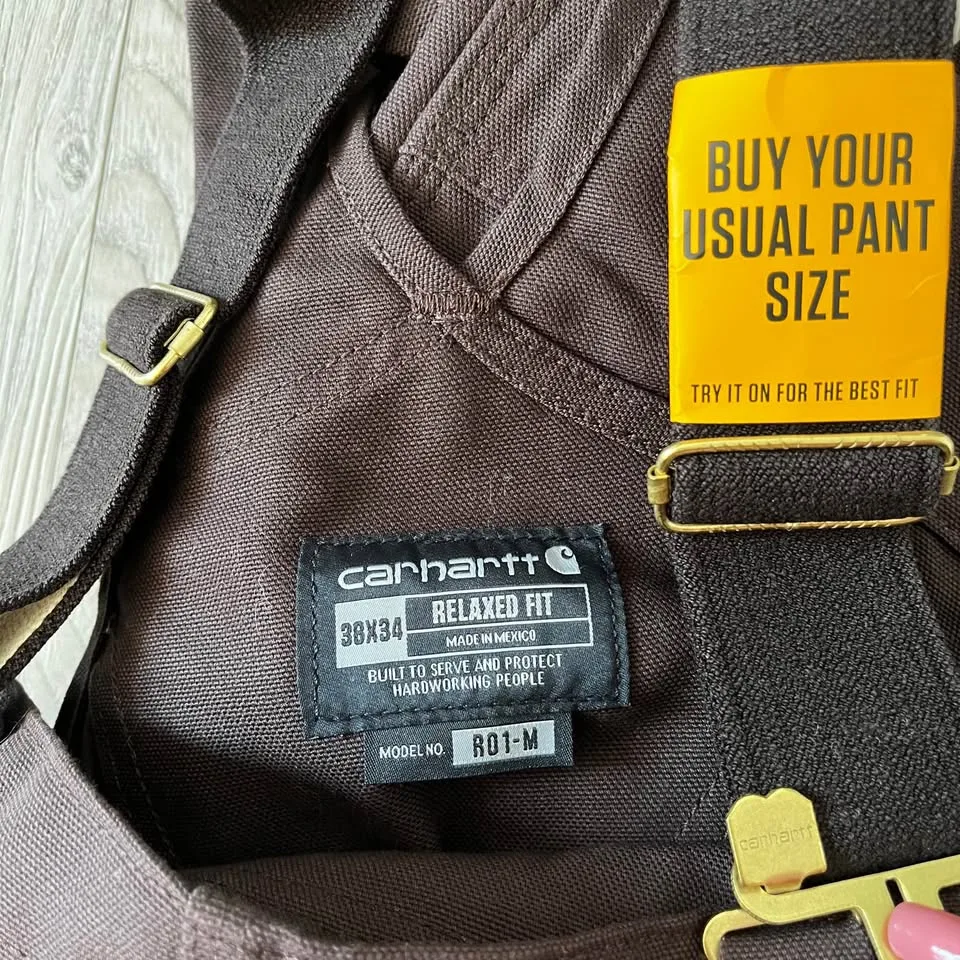 BUY YOUR
USUAL PANT
SIZE
TRY IT ON FOR THE BEST FIT
carhartt
38X34
RELAXED FIT
MADE IN MEXICO
BUILT TO SERVE AND PROTECT
HARDWORKING PEOPLE
MODEL NO. R01-M
carhartt